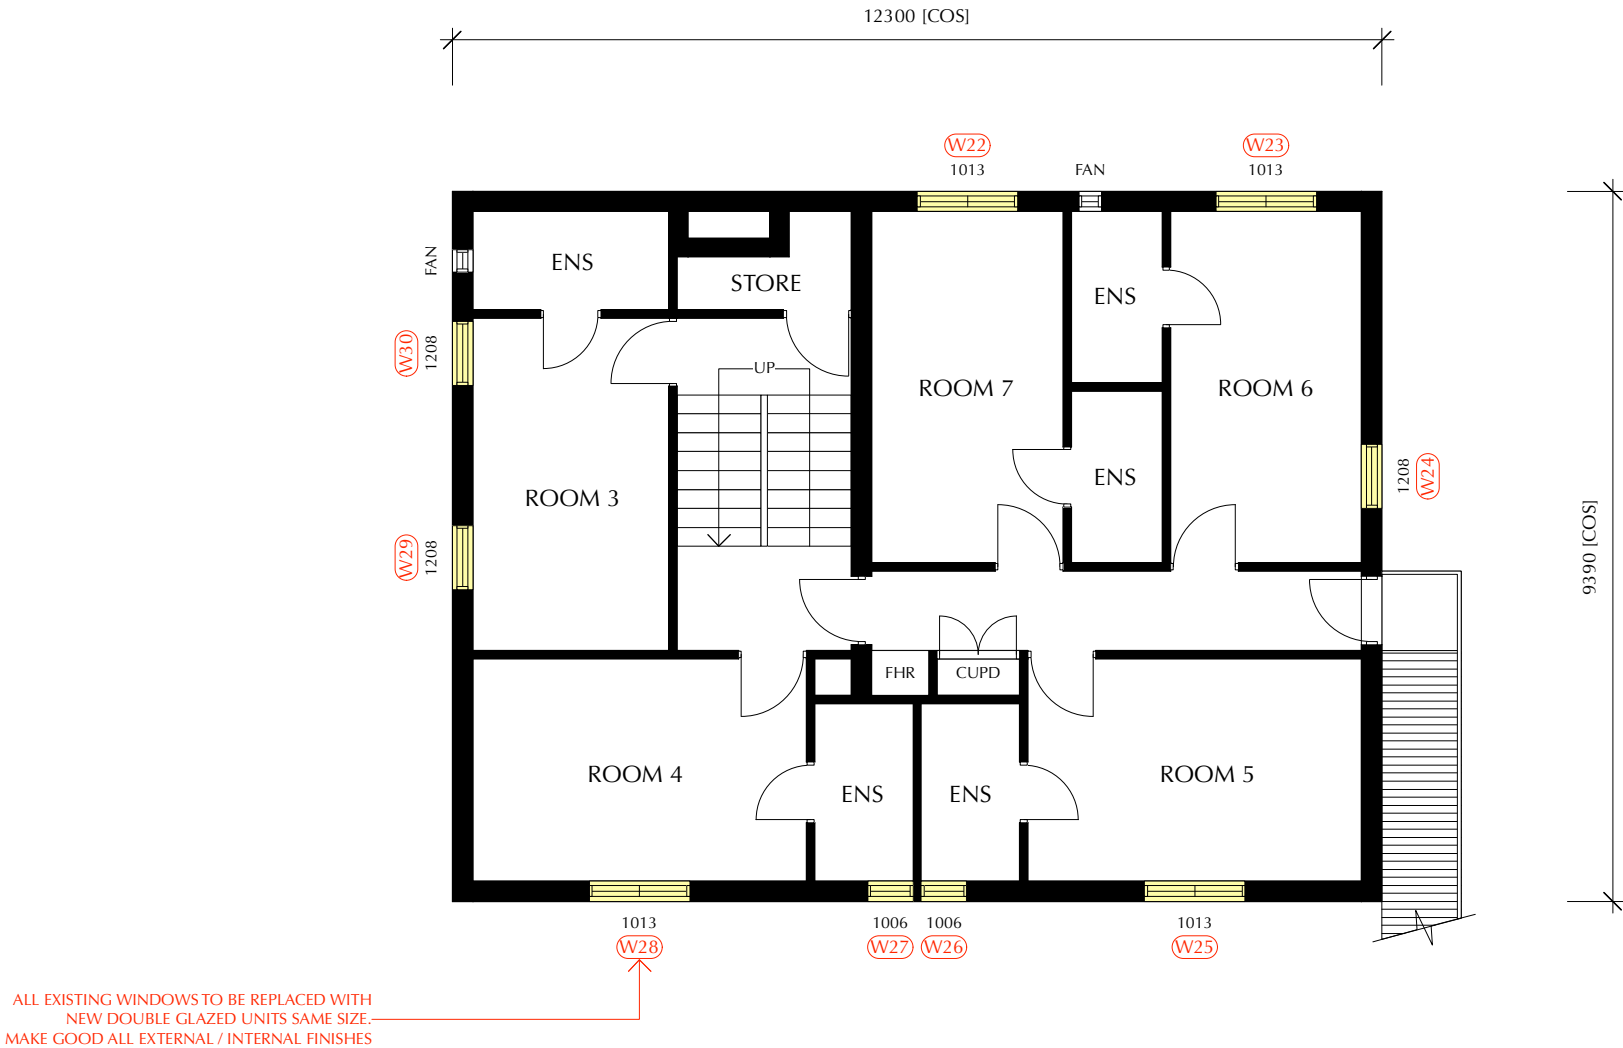 12300 [COS]
W22
W23
1013
FAN
1013
FAN
ENS
STORE
ENS
W30
1208
UP
ROOM 7
ROOM 6
ENS
1208
W24
ROOM 3
9390 [COS]
W29
1208
FHR
CUPD
ROOM 4
ROOM 5
ENS
ENS
1013
1006
1006
1013
W28
W27
W26
W25
ALL EXISTING WINDOWS TO BE REPLACED WITH
NEW DOUBLE GLAZED UNITS SAME SIZE.
MAKE GOOD ALL EXTERNAL / INTERNAL FINISHES